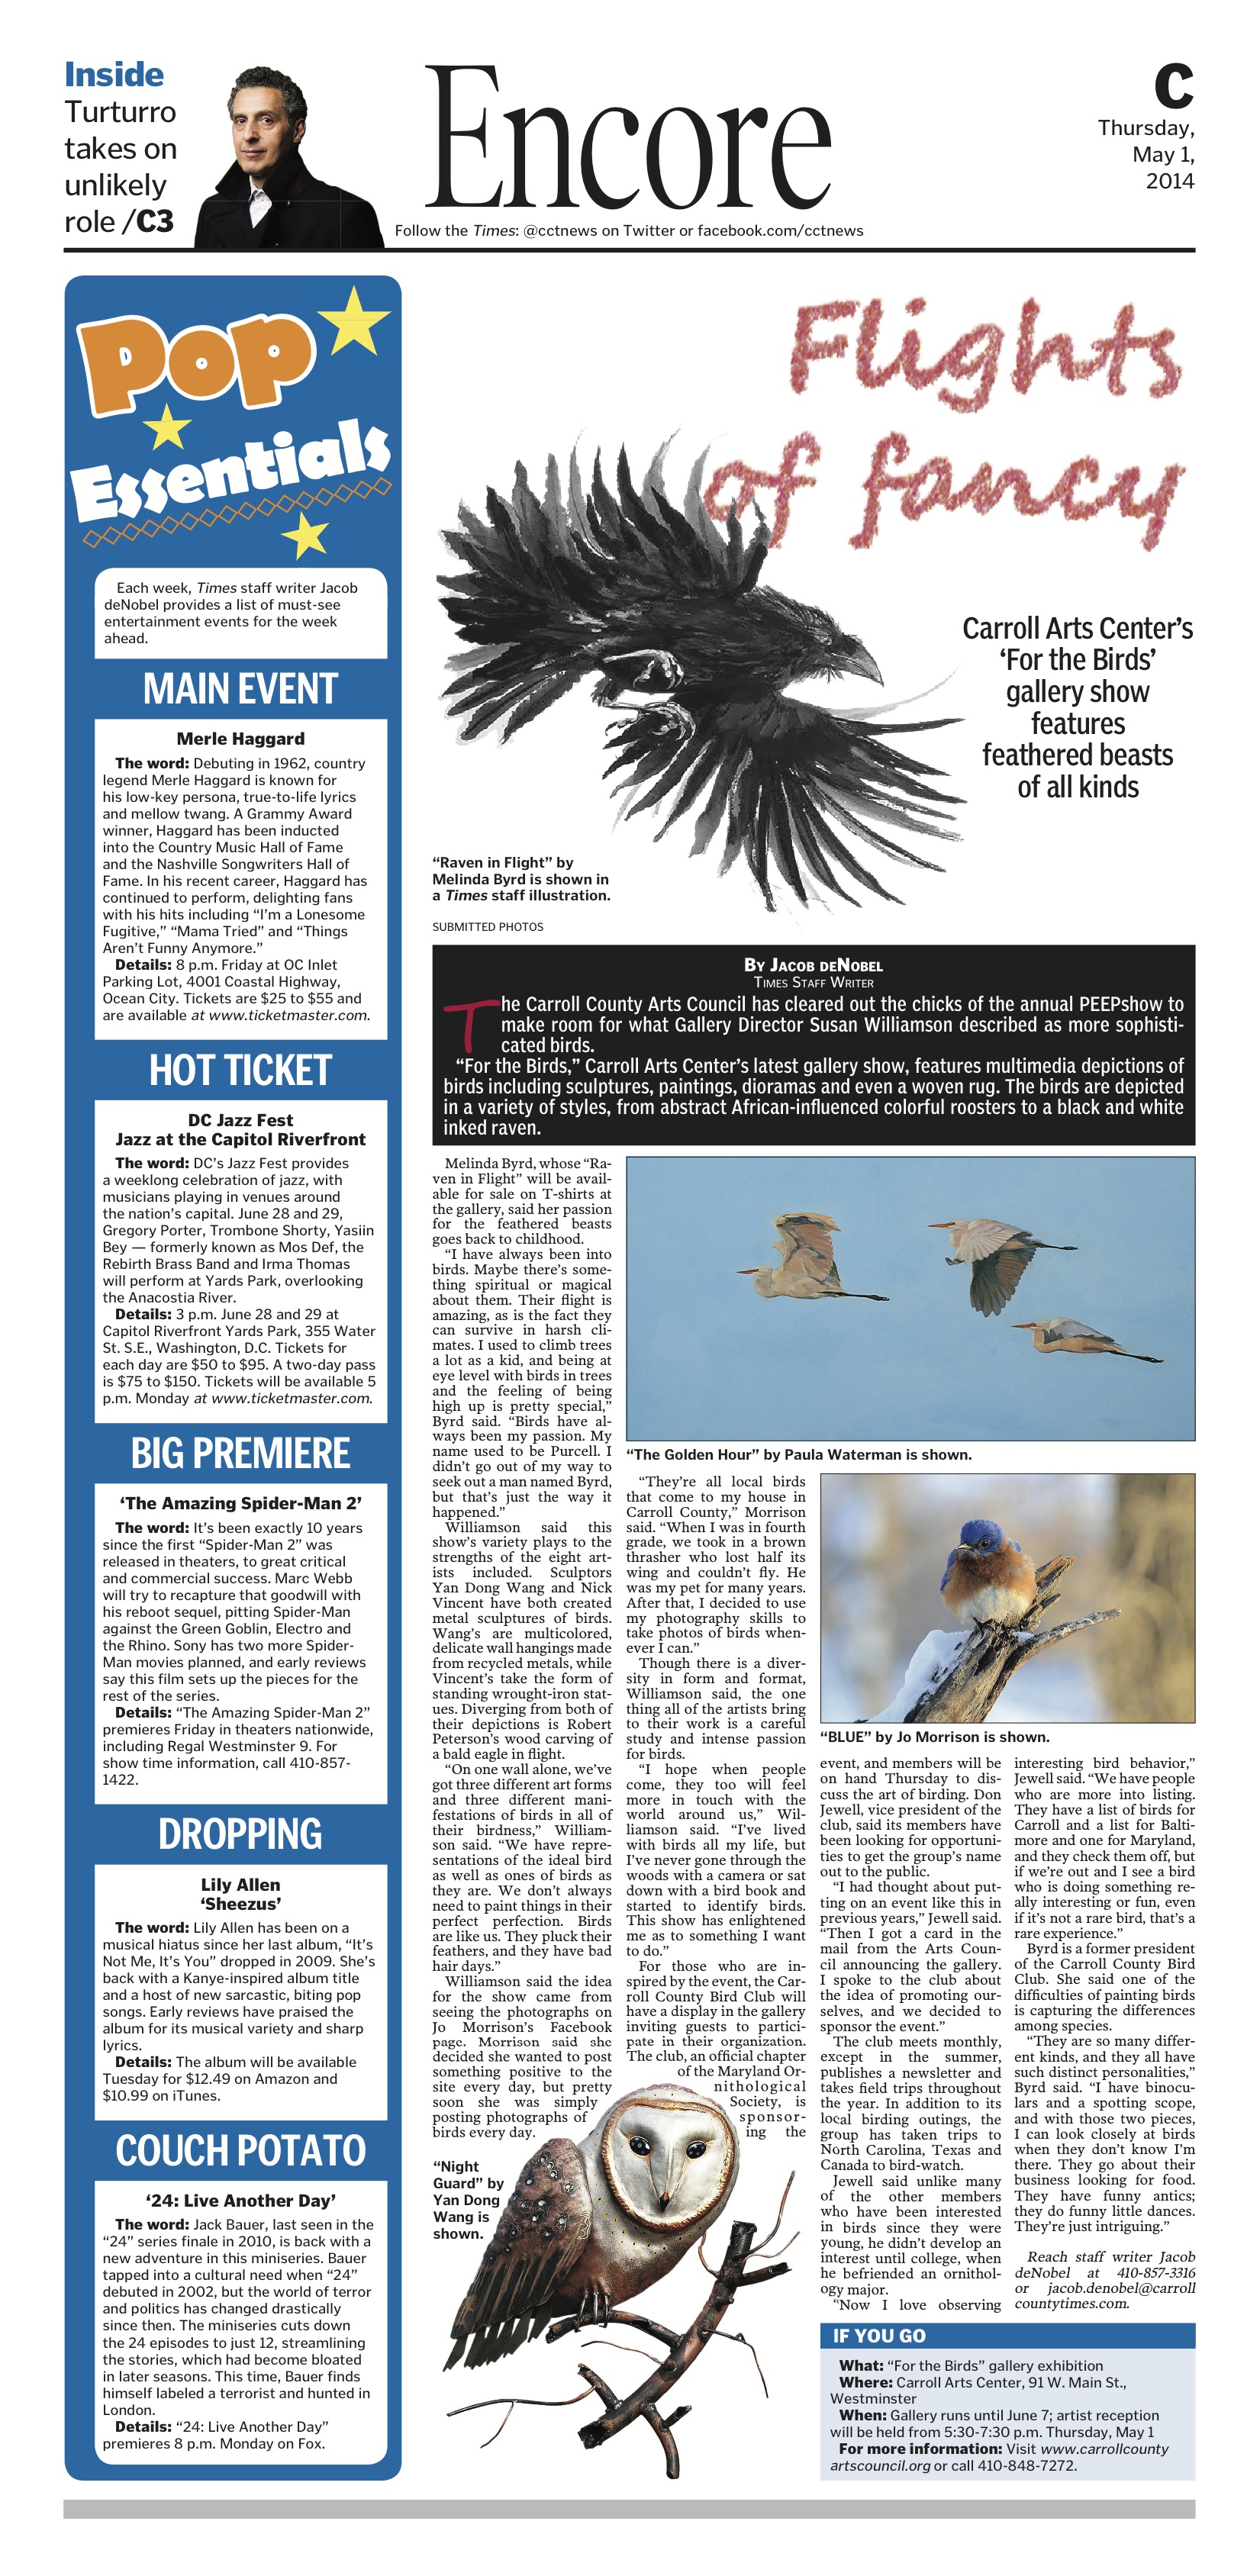 Inside
Turturro
takes on
unlikely
role /C3
Encore
Follow the Times: @cctnews on Twitter or facebook.com/cctnews
C
Thursday,
May 1,
2014
Pop
Essentials
Each week, Times staff writer Jacob
deNobel provides a list of must-see
entertainment events for the week
ahead.
MAIN EVENT
Merle Haggard
The word: Debuting in 1962, country
legend Merle Haggard is known for
his low-key persona, true-to-life lyrics
and mellow twang. A Grammy Award
winner, Haggard has been inducted
into the Country Music Hall of Fame
and the Nashville Songwriters Hall of
Fame. In his recent career, Haggard has
continued to perform, delighting fans
with his hits including “I’m a Lonesome
Fugitive,” “Mama Tried” and “Things
Aren’t Funny Anymore.”
Details: 8 p.m. Friday at OC Inlet
Parking Lot, 4001 Coastal Highway,
Ocean City. Tickets are $25 to $55 and
are available at www.ticketmaster.com.
HOT TICKET
DC Jazz Fest
Jazz at the Capitol Riverfront
The word: DC’s Jazz Fest provides
a weeklong celebration of jazz, with
musicians playing in venues around
the nation’s capital. June 28 and 29,
Gregory Porter, Trombone Shorty, Yasiin
Bey — formerly known as Mos Def, the
Rebirth Brass Band and Irma Thomas
will perform at Yards Park, overlooking
the Anacostia River.
Details: 3 p.m. June 28 and 29 at
Capitol Riverfront Yards Park, 355 Water
St. S.E., Washington, D.C. Tickets for
each day are $50 to $95. A two-day pass
is $75 to $150. Tickets will be available 5
p.m. Monday at www.ticketmaster.com.
BIG PREMIERE
‘The Amazing Spider-Man 2’
The word: It’s been exactly 10 years
since the first “Spider-Man 2” was
released in theaters, to great critical
and commercial success. Marc Webb
will try to recapture that goodwill with
his reboot sequel, pitting Spider-Man
against the Green Goblin, Electro and
the Rhino. Sony has two more Spider-
Man movies planned, and early reviews
say this film sets up the pieces for the
rest of the series.
Details: “The Amazing Spider-Man 2”
premieres Friday in theaters nationwide,
including Regal Westminster 9. For
show time information, call 410-857-
1422.
DROPPING
Lily Allen
‘Sheezus’
The word: Lily Allen has been on a
musical hiatus since her last album, “It’s
Not Me, It’s You” dropped in 2009. She’s
back with a Kanye-inspired album title
and a host of new sarcastic, biting pop
songs. Early reviews have praised the
album for its musical variety and sharp
lyrics.
Details: The album will be available
Tuesday for $12.49 on Amazon and
$10.99 on iTunes.
COUCH POTATO
‘24: Live Another Day’
The word: Jack Bauer, last seen in the
“24” series finale in 2010, is back with a
new adventure in this miniseries. Bauer
tapped into a cultural need when “24”
debuted in 2002, but the world of terror
and politics has changed drastically
since then. The miniseries cuts down
the 24 episodes to just 12, streamlining
the stories, which had become bloated
in later seasons. This time, Bauer finds
himself labeled a terrorist and hunted in
London.
Details: “24: Live Another Day”
premieres 8 p.m. Monday on Fox.
Flights
of fancy
Carroll Arts Center’s
‘For the Birds’
gallery show
features
feathered beasts
of all kinds
“Raven in Flight” by
Melinda Byrd is shown in
a Times staff illustration.
SUBMITTED PHOTOS
By Jacob deNobel
Times Staff Writer
The Carroll County Arts Council has cleared out the chicks of the annual PEEPshow to
make room for what Gallery Director Susan Williamson described as more sophisti-
cated birds.
“For the Birds,” Carroll Arts Center’s latest gallery show, features multimedia depictions of
birds including sculptures, paintings, dioramas and even a woven rug. The birds are depicted
in a variety of styles, from abstract African-influenced colorful roosters to a black and white
inked raven.
Melinda Byrd, whose “Ra-
ven in Flight” will be avail-
able for sale on T-shirts at
the gallery, said her passion
for the feathered beasts
goes back to childhood.
“I have always been into
birds. Maybe there’s some-
thing spiritual or magical
about them. Their flight is
amazing, as is the fact they
can survive in harsh cli-
mates. I used to climb trees
a lot as a kid, and being at
eye level with birds in trees
and the feeling of being
high up is pretty special,”
Byrd said. “Birds have al-
ways been my passion. My
name used to be Purcell. I
didn’t go out of my way to
seek out a man named Byrd,
but that’s just the way it
happened.”
Williamson said this
show’s variety plays to the
strengths of the eight art-
ists included. Sculptors
Yan Dong Wang and Nick
Vincent have both created
metal sculptures of birds.
Wang’s are multicolored,
delicate wall hangings made
from recycled metals, while
Vincent’s take the form of
standing wrought-iron stat-
ues. Diverging from both of
their depictions is Robert
Peterson’s wood carving of
a bald eagle in flight.
“On one wall alone, we’ve
got three different art forms
and three different mani-
festations of birds in all of
their birdness,” William-
son said. “We have repre-
sentations of the ideal bird
as well as ones of birds as
they are. We don’t always
need to paint things in their
perfect perfection. Birds
are like us. They pluck their
feathers, and they have bad
hair days.”
Williamson said the idea
for the show came from
seeing the photographs on
Jo Morrison’s Facebook
page. Morrison said she
decided she wanted to post
something positive to the
site every day, but pretty
soon she was simply
posting photographs of
birds every day.
“Night
Guard” by
Yan Dong
Wang is
shown.
“The Golden Hour” by Paula Waterman is shown.
“They’re all local birds
that come to my house in
Carroll County,” Morrison
said. “When I was in fourth
grade, we took in a brown
thrasher who lost half its
wing and couldn’t fly. He
was my pet for many years.
After that, I decided to use
my photography skills to
take photos of birds when-
ever I can.”
Though there is a diver-
sity in form and format,
Williamson said, the one
thing all of the artists bring
to their work is a careful
study and intense passion
for birds.
“I hope when people
come, they too will feel
more in touch with the
world around us,” Wil-
liamson said. “I’ve lived
with birds all my life, but
I’ve never gone through the
woods with a camera or sat
down with a bird book and
started to identify birds.
This show has enlightened
me as to something I want
to do.”
For those who are in-
spired by the event, the Car-
roll County Bird Club will
have a display in the gallery
inviting guests to partici-
pate in their organization.
The club, an official chapter
of the Maryland Or-
nithological
Society, is
sponsor-
ing the
“BLUE” by Jo Morrison is shown.
event, and members will be
on hand Thursday to dis-
cuss the art of birding. Don
Jewell, vice president of the
club, said its members have
been looking for opportuni-
ties to get the group’s name
out to the public.
“I had thought about put-
ting on an event like this in
previous years,” Jewell said.
“Then I got a card in the
mail from the Arts Coun-
cil announcing the gallery.
I spoke to the club about
the idea of promoting our-
selves, and we decided to
sponsor the event.”
The club meets monthly,
except in the summer,
publishes a newsletter and
takes field trips throughout
the year. In addition to its
local birding outings, the
group has taken trips to
North Carolina, Texas and
Canada to bird-watch.
Jewell said unlike many
of the other members
who have been interested
in birds since they were
young, he didn’t develop an
interest until college, when
he befriended an ornithol-
ogy major.
“Now I love observing
interesting bird behavior,”
Jewell said. “We have people
who are more into listing.
They have a list of birds for
Carroll and a list for Balti-
more and one for Maryland,
and they check them off, but
if we’re out and I see a bird
who is doing something re-
ally interesting or fun, even
if it’s not a rare bird, that’s a
rare experience.”
Byrd is a former president
of the Carroll County Bird
Club. She said one of the
difficulties of painting birds
is capturing the differences
among species.
“They are so many differ-
ent kinds, and they all have
such distinct personalities,”
Byrd said. “I have binocu-
lars and a spotting scope,
and with those two pieces,
I can look closely at birds
when they don’t know I’m
there. They go about their
business looking for food.
They have funny antics;
they do funny little dances.
They’re just intriguing.”
Reach staff writer Jacob
deNobel at 410-857-3316
or jacob.denobel@carroll
countytimes.com.
IF YOU GO
What: “For the Birds” gallery exhibition
Where: Carroll Arts Center, 91 W. Main St.,
Westminster
When: Gallery runs until June 7; artist reception
will be held from 5:30-7:30 p.m. Thursday, May 1
For more information: Visit www.carrollcounty
artscouncil.org or call 410-848-7272.